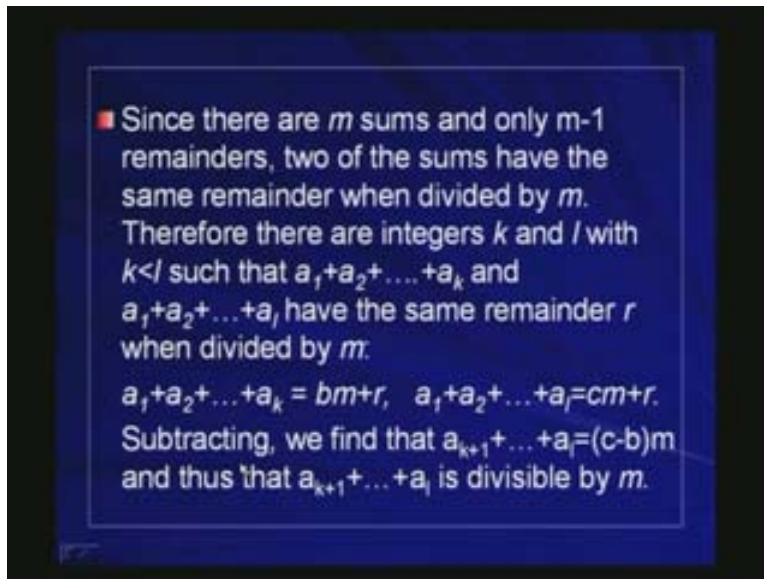 Since there are m sums and only m-1
remainders, two of the sums have the
same remainder when divided by m.
Therefore there are integers k and l with
k<l such that a₁+a₂+....+aₖ and
a₁+a₂+...+aₗ have the same remainder r
when divided by m:
a₁+a₂+...+aₖ = bm+r, a₁+a₂+...+aₗ=cm+r.
Subtracting, we find that aₖ₊₁+...+aₗ=(c-b)m
and thus that aₖ₊₁+...+aₗ is divisible by m.